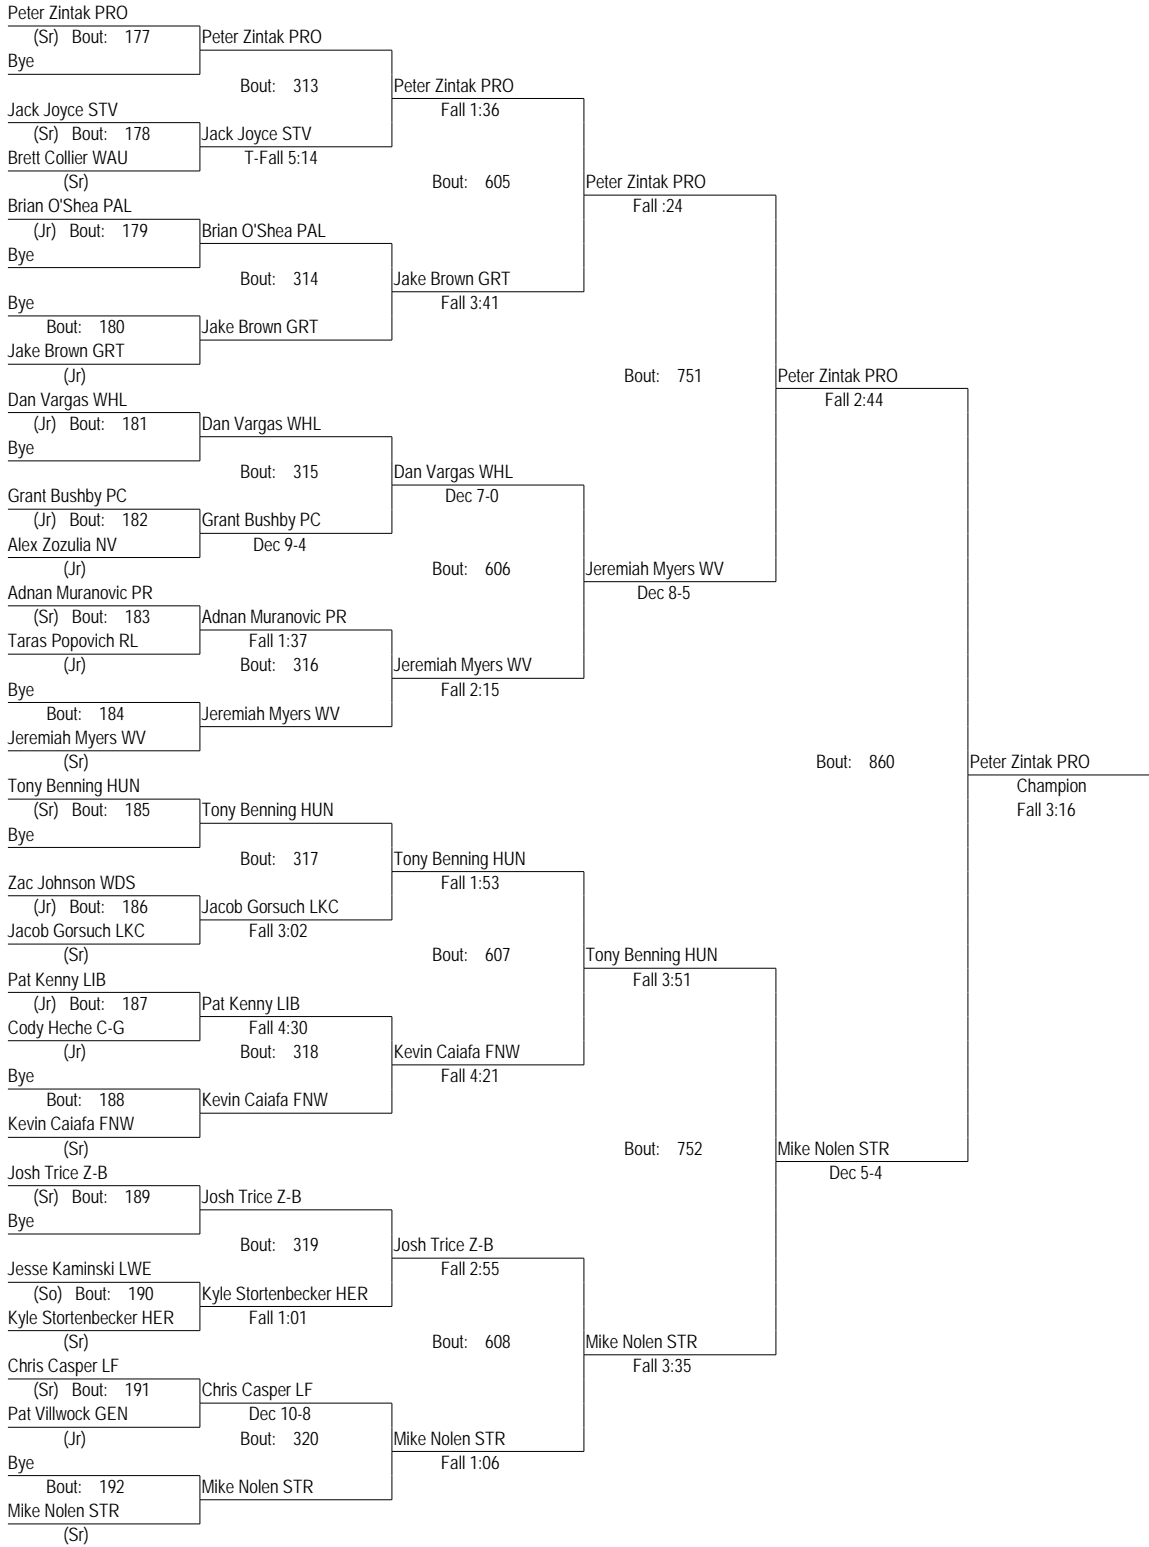 Peter Zintak PRO
(Sr) Bout: 177 Peter Zintak PRO
Bye
Bout: 313 Peter Zintak PRO
Jack Joyce STV Fall 1:36
(Sr) Bout: 178 Jack Joyce STV
Brett Collier WAU T-Fall 5:14
(Sr) Bout: 605 Peter Zintak PRO
Brian O'Shea PAL Fall :24
(Jr) Bout: 179 Brian O'Shea PAL
Bye
Bout: 314 Jake Brown GRT
Bye Fall 3:41
Bout: 180 Jake Brown GRT
Jake Brown GRT
(Jr) Bout: 751 Peter Zintak PRO
Dan Vargas WHL Fall 2:44
(Jr) Bout: 181 Dan Vargas WHL
Bye
Bout: 315 Dan Vargas WHL
Grant Bushby PC Dec 7-0
(Jr) Bout: 182 Grant Bushby PC
Alex Zozulia NV Dec 9-4
(Jr) Bout: 606 Jeremiah Myers WV
Adnan Muranovic PR Dec 8-5
(Sr) Bout: 183 Adnan Muranovic PR
Taras Popovich RL Fall 1:37
(Jr) Bout: 316 Jeremiah Myers WV
Bye Fall 2:15
Bout: 184 Jeremiah Myers WV
Jeremiah Myers WV
(Sr) Bout: 860 Peter Zintak PRO
Tony Benning HUN Champion
(Sr) Bout: 185 Tony Benning HUN Fall 3:16
Bye
Bout: 317 Tony Benning HUN
Zac Johnson WDS Fall 1:53
(Jr) Bout: 186 Jacob Gorsuch LKC
Jacob Gorsuch LKC Fall 3:02
(Sr) Bout: 607 Tony Benning HUN
Pat Kenny LIB Fall 3:51
(Jr) Bout: 187 Pat Kenny LIB
Cody Heche C-G Fall 4:30
(Jr) Bout: 318 Kevin Caiafa FNW
Bye Fall 4:21
Bout: 188 Kevin Caiafa FNW
Kevin Caiafa FNW
(Sr) Bout: 752 Mike Nolen STR
Josh Trice Z-B Dec 5-4
(Sr) Bout: 189 Josh Trice Z-B
Bye
Bout: 319 Josh Trice Z-B
Jesse Kaminski LWE Fall 2:55
(So) Bout: 190 Kyle Stortenbecker HER
Kyle Stortenbecker HER Fall 1:01
(Sr) Bout: 608 Mike Nolen STR
Chris Casper LF Fall 3:35
(Sr) Bout: 191 Chris Casper LF
Pat Villwock GEN Dec 10-8
(Jr) Bout: 320 Mike Nolen STR
Bye Fall 1:06
Bout: 192 Mike Nolen STR
Mike Nolen STR
(Sr)